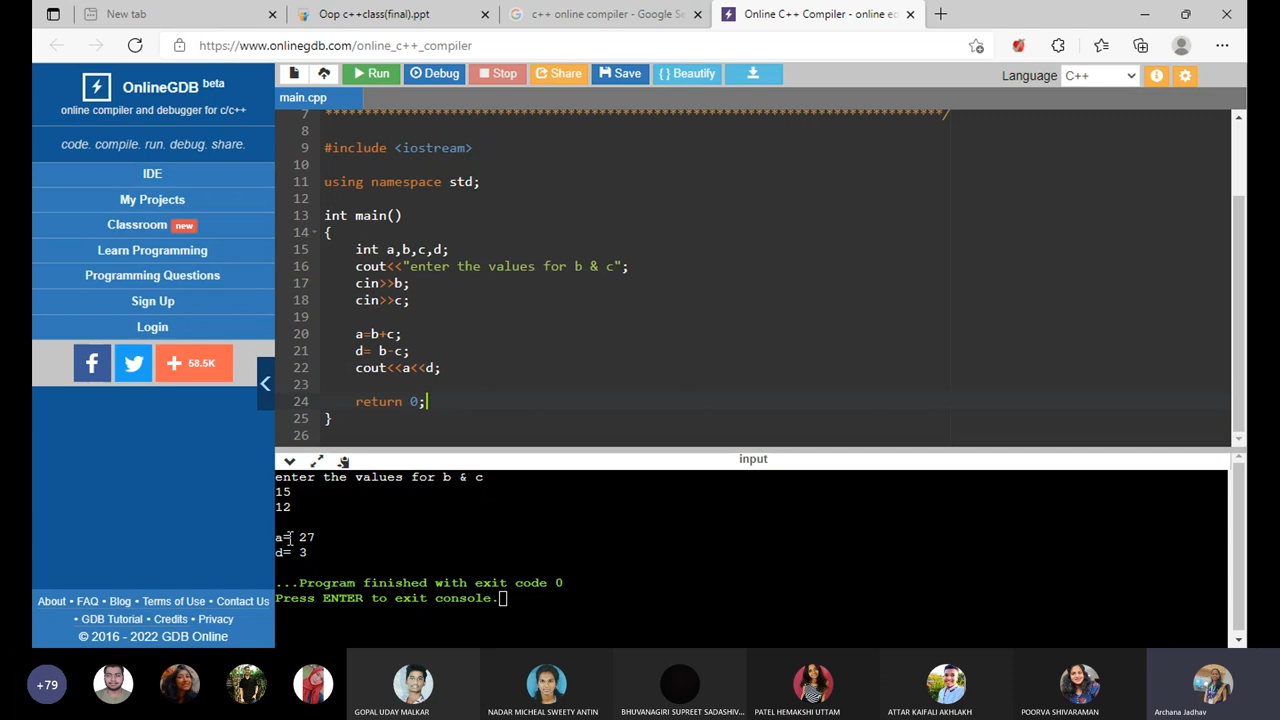 New tab
Oop c++class(final).ppt
c++ online compiler - Google Se
Online C++ Compiler - online ed
https://www.onlinegdb.com/online_c++_compiler
OnlineGDB beta
online compiler and debugger for c/c++
code. compile. run. debug. share.
IDE
My Projects
Classroom new
Learn Programming
Programming Questions
Sign Up
Login
58.5K
About • FAQ • Blog • Terms of Use • Contact Us
• GDB Tutorial • Credits • Privacy
© 2016 - 2022 GDB Online
Run
Debug
Stop
Share
Save
{ } Beautify
Language C++
main.cpp
7 ******************************************************************************/
8
9 #include <iostream>
10
11 using namespace std;
12
13 int main()
14 {
15 int a,b,c,d;
16 cout<<"enter the values for b & c";
17 cin>>b;
18 cin>>c;
19
20 a=b+c;
21 d= b-c;
22 cout<<a<<d;
23
24 return 0;
25 }
26
input
enter the values for b & c
15
12
a= 27
d= 3
...Program finished with exit code 0
Press ENTER to exit console.
+79
GOPAL UDAY MALKAR
NADAR MICHEAL SWEETY ANTIN
BHUVANAGIRI SUPREET SADASHIV...
PATEL HEMAKSHI UTTAM
ATTAR KAIFALI AKHLAKH
POORVA SHIVARAMAN
Archana Jadhav